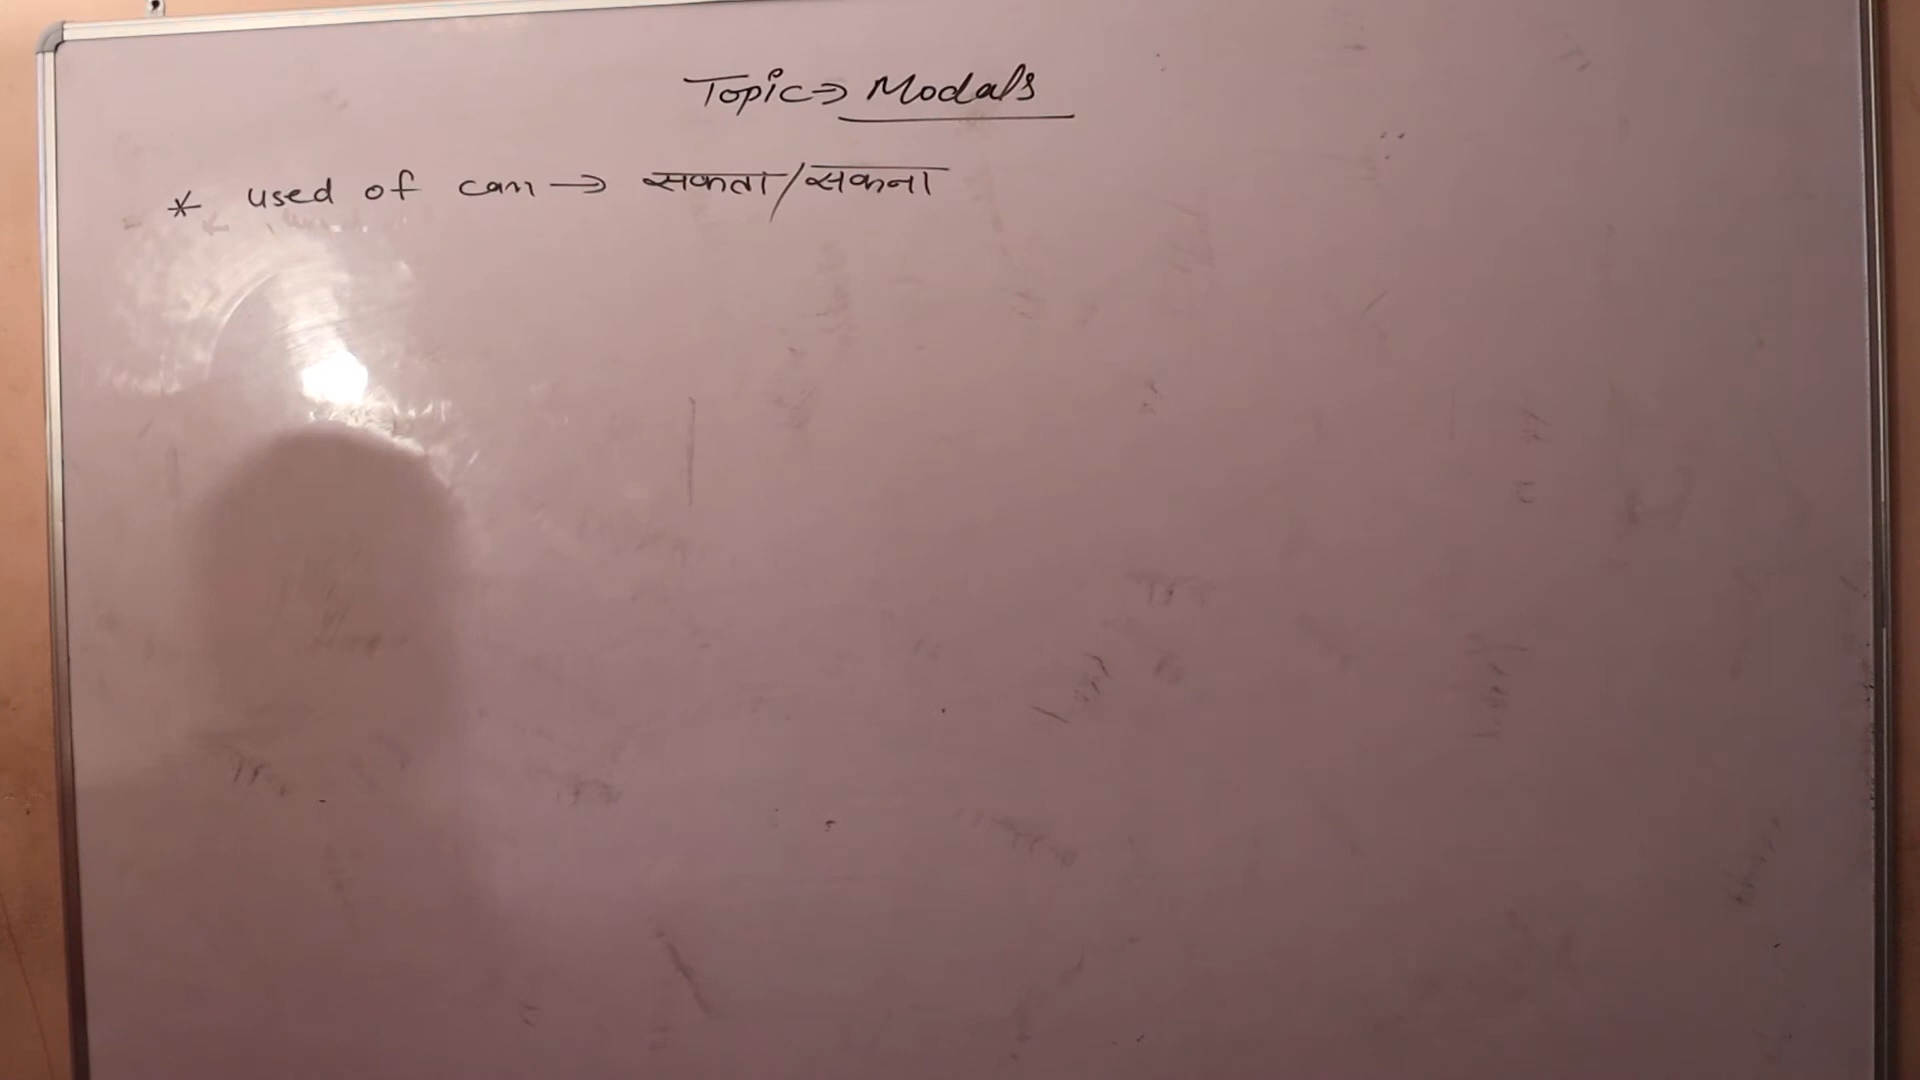 Topic⇒ Modals
* used of can → सकता/सकना